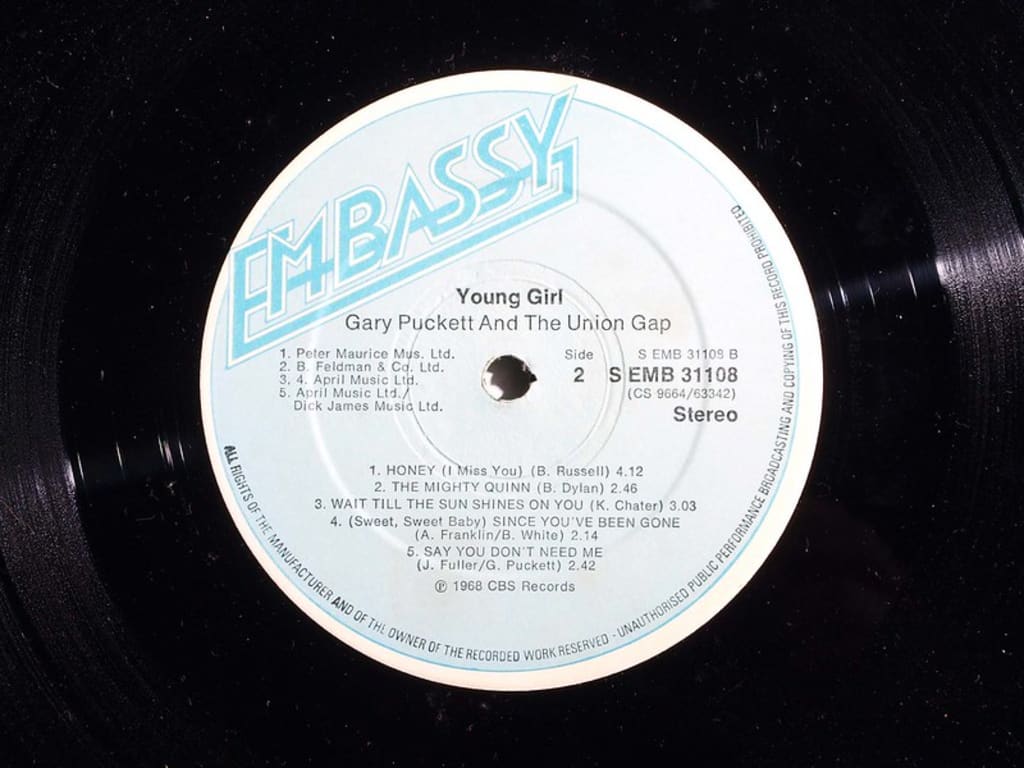 EMBASSY
Young Girl
Gary Puckett And The Union Gap
1. Peter Maurice Mus. Ltd.
2. B. Feldman & Co. Ltd.
3. 4. April Music Ltd.
5. April Music Ltd./
Dick James Music Ltd.
Side
2
S EMB 31108 B
S EMB 31108
(CS 9664/63342)
Stereo
1. HONEY (I Miss You) (B. Russell) 4.12
2. THE MIGHTY QUINN (B. Dylan) 2.46
3. WAIT TILL THE SUN SHINES ON YOU (K. Chater) 3.03
4. (Sweet, Sweet Baby) SINCE YOU'VE BEEN GONE
(A. Franklin/B. White) 2.14
5. SAY YOU DON'T NEED ME
(J. Fuller/G. Puckett) 2.42
℗ 1968 CBS Records
ALL RIGHTS OF THE MANUFACTURER AND OF THE OWNER OF THE RECORDED WORK RESERVED - UNAUTHORISED PUBLIC PERFORMANCE BROADCASTING AND COPYING OF THIS RECORD PROHIBITED